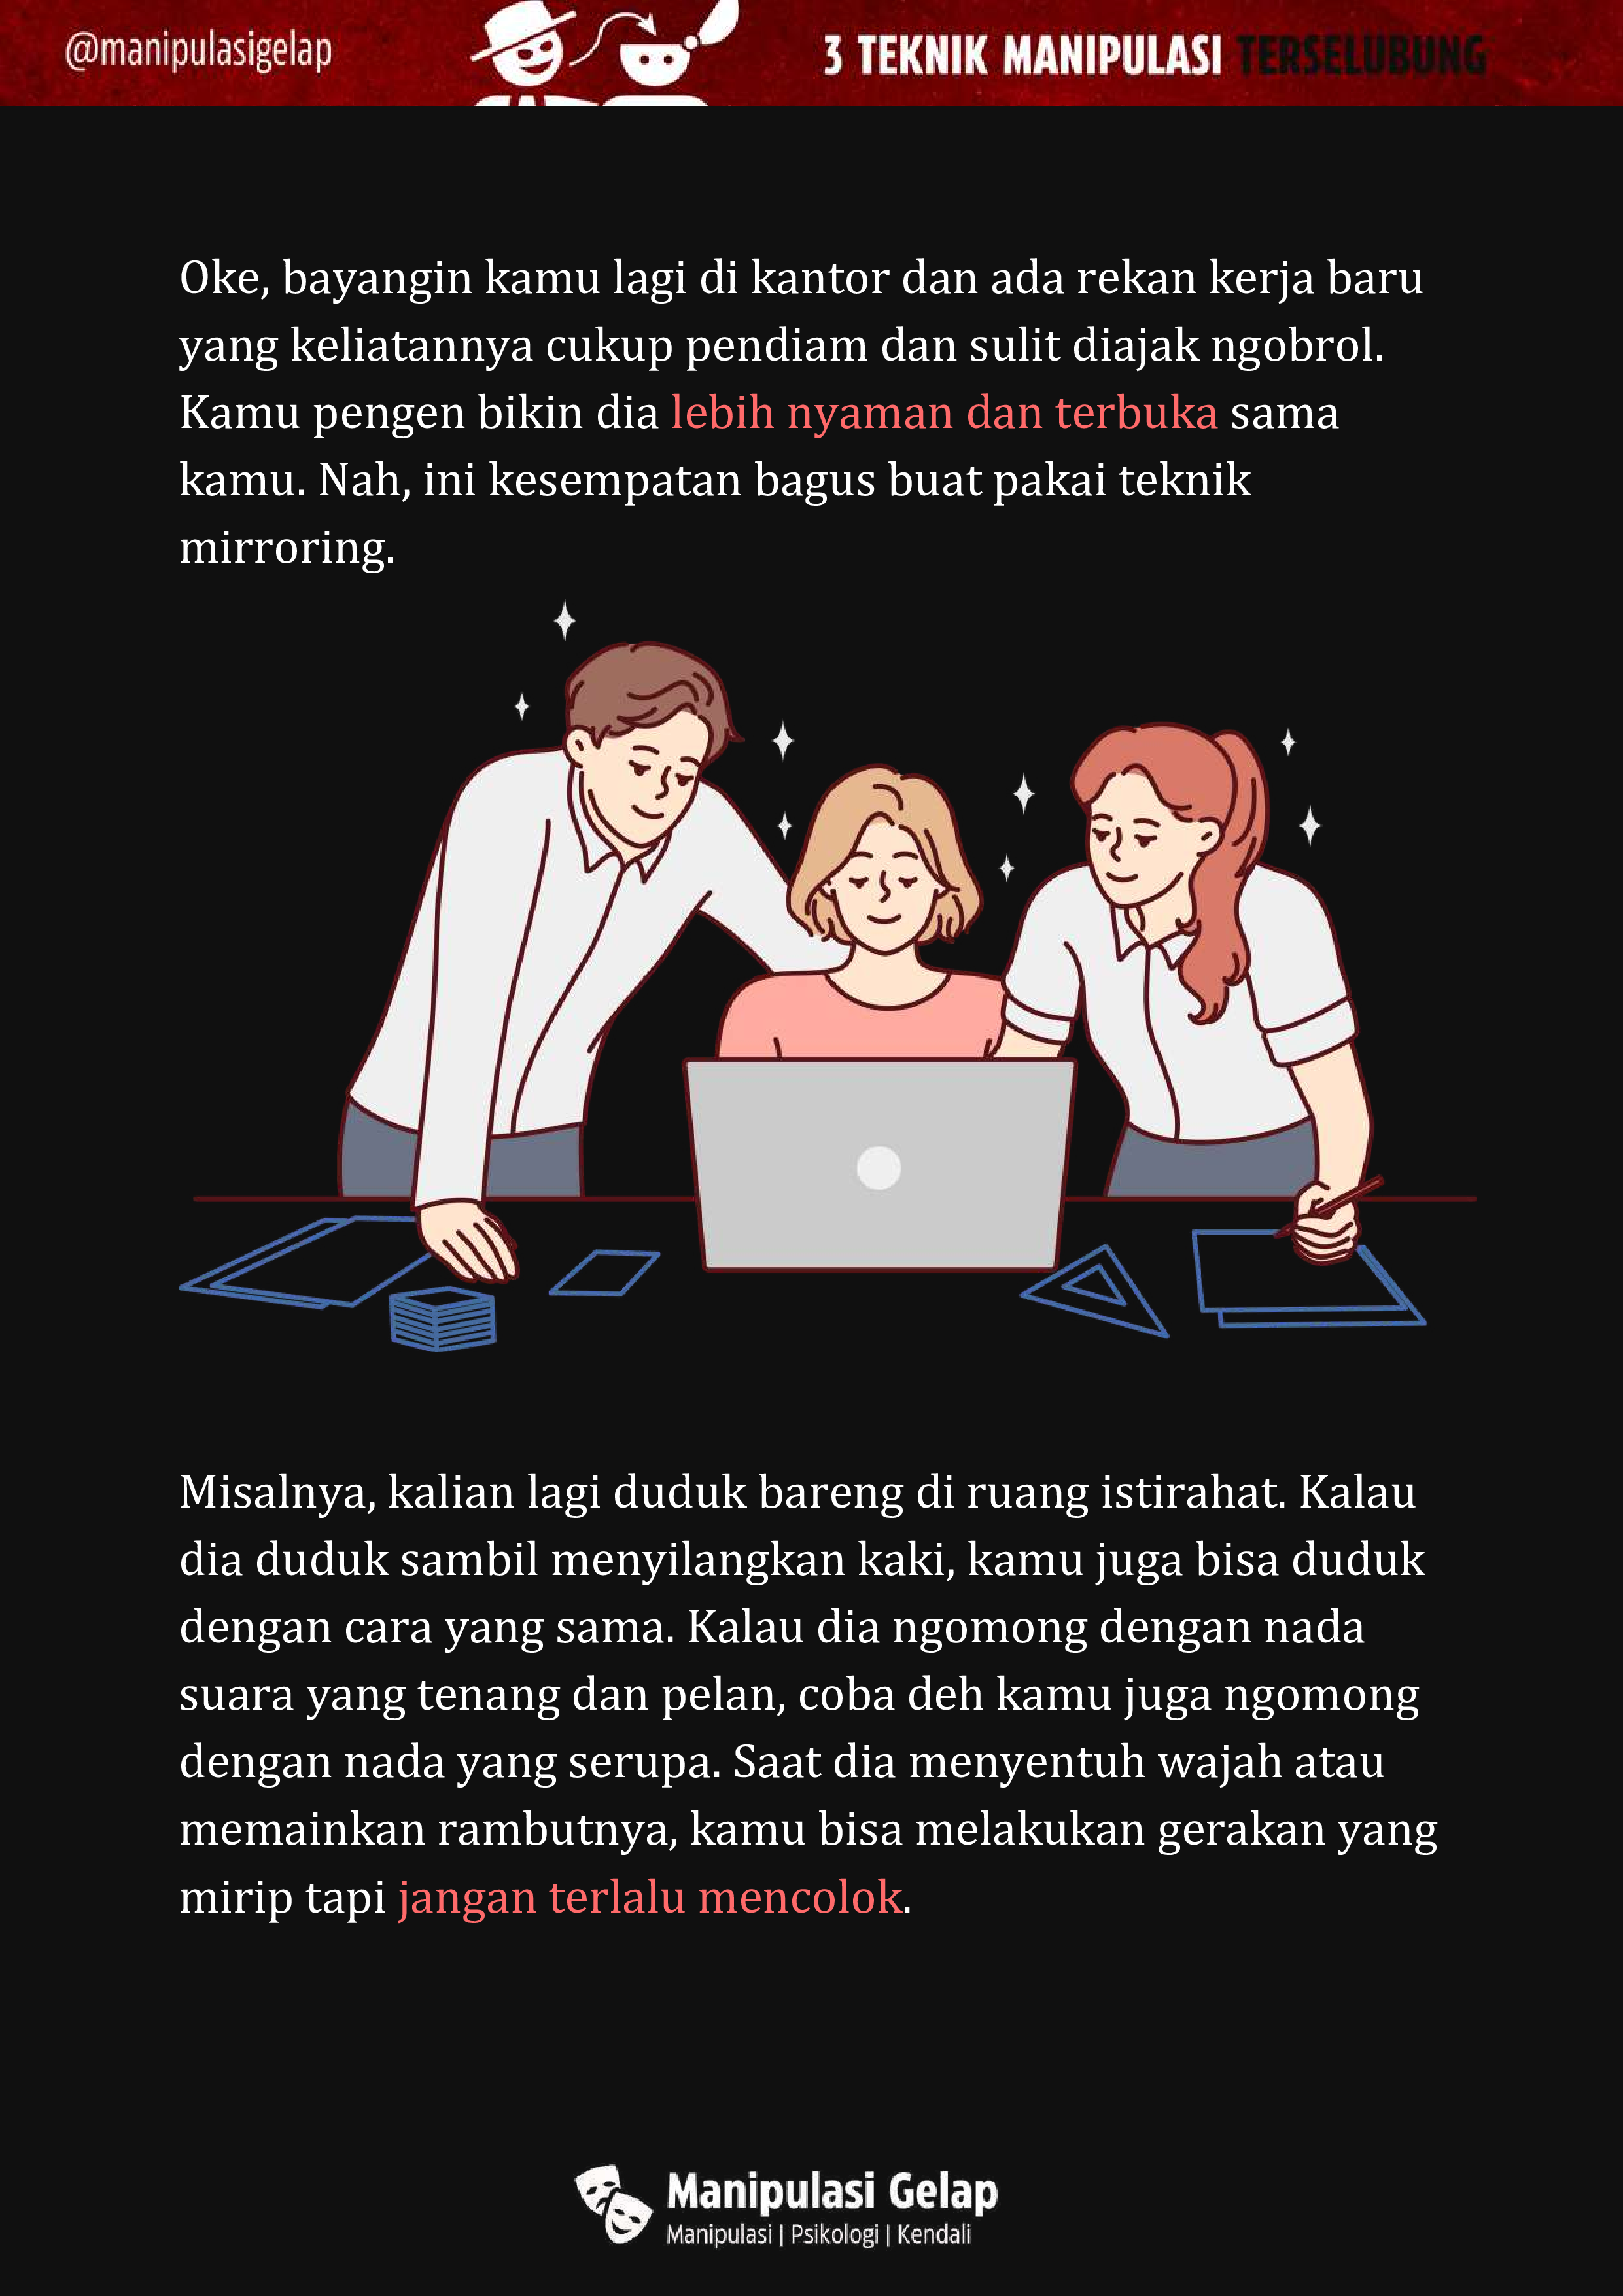 @manipulasigelap
3 TEKNIK MANIPULASI TERSELUBUNG
Oke, bayangin kamu lagi di kantor dan ada rekan kerja baru
yang keliatannya cukup pendiam dan sulit diajak ngobrol.
Kamu pengen bikin dia lebih nyaman dan terbuka sama
kamu. Nah, ini kesempatan bagus buat pakai teknik
mirroring.
Misalnya, kalian lagi duduk bareng di ruang istirahat. Kalau
dia duduk sambil menyilangkan kaki, kamu juga bisa duduk
dengan cara yang sama. Kalau dia ngomong dengan nada
suara yang tenang dan pelan, coba deh kamu juga ngomong
dengan nada yang serupa. Saat dia menyentuh wajah atau
memainkan rambutnya, kamu bisa melakukan gerakan yang
mirip tapi jangan terlalu mencolok.
Manipulasi Gelap
Manipulasi | Psikologi | Kendali